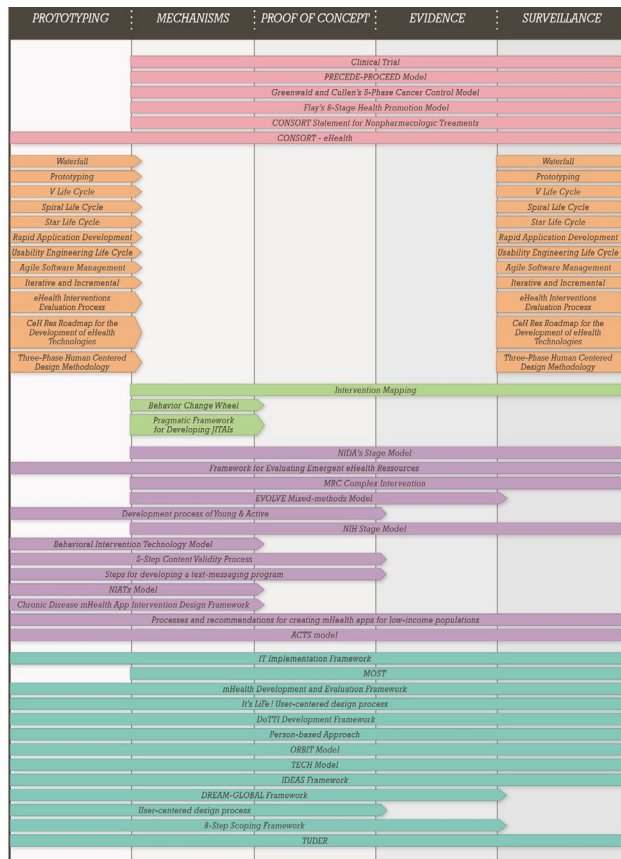 PROTOTYPING MECHANISMS PROOF OF CONCEPT EVIDENCE SURVEILLANCE
Clinical Trial
PRECEDE-PROCEED Model
Greenwald and Cullen's 5-Phase Cancer Control Model
Flay's 8-Stage Health Promotion Model
CONSORT Statement for Nonpharmacologic Treaments
CONSORT - eHealth
Waterfall Waterfall
Prototyping Prototyping
V Life Cycle V Life Cycle
Spiral Life Cycle Spiral Life Cycle
Star Life Cycle Star Life Cycle
Rapid Application Development Rapid Application Development
Usability Engineering Life Cycle Usability Engineering Life Cycle
Agile Software Management Agile Software Management
Iterative and Incremental Iterative and Incremental
eHealth Interventions eHealth Interventions
Evaluation Process Evaluation Process
CeH Res Roadmap for the CeH Res Roadmap for the
Development of eHealth Development of eHealth
Technologies Technologies
Three-Phase Human Centered Three-Phase Human Centered
Design Methodology Design Methodology
Intervention Mapping
Behavior Change Wheel
Pragmatic Framework
for Developing JITAIs
NIDA's Stage Model
Framework for Evaluating Emergent eHealth Ressources
MRC Complex Intervention
EVOLVE Mixed-methods Model
Development process of Young & Active
NIH Stage Model
Behavioral Intervention Technology Model
5-Step Content Validity Process
Steps for developing a text-messaging program
NIATx Model
Chronic Disease mHealth App Intervention Design Framework
Processes and recommendations for creating mHealth apps for low-income populations
ACTS model
IT Implementation Framework
MOST
mHealth Development and Evaluation Framework
It's LiFe! User-centered design process
DoTTI Development Framework
Person-based Approach
ORBIT Model
TECH Model
IDEAS Framework
DREAM-GLOBAL Framework
User-centered design process
8-Step Scoping Framework
TUDER